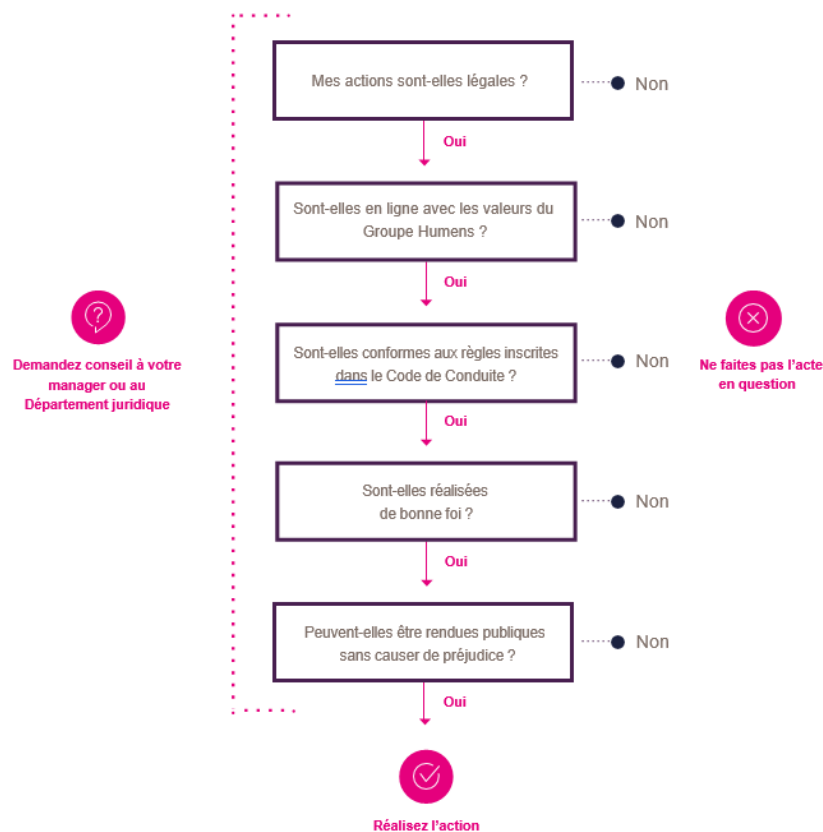 Mes actions sont-elles légales ?
Non
Oui
Sont-elles en ligne avec les valeurs du
Groupe Humens ?
Non
Oui
Demandez conseil à votre
manager ou au
Département juridique
Sont-elles conformes aux règles inscrites
dans le Code de Conduite ?
Non
Ne faites pas l’acte
en question
Oui
Sont-elles réalisées
de bonne foi ?
Non
Oui
Peuvent-elles être rendues publiques
sans causer de préjudice ?
Non
Oui
Réalisez l’action